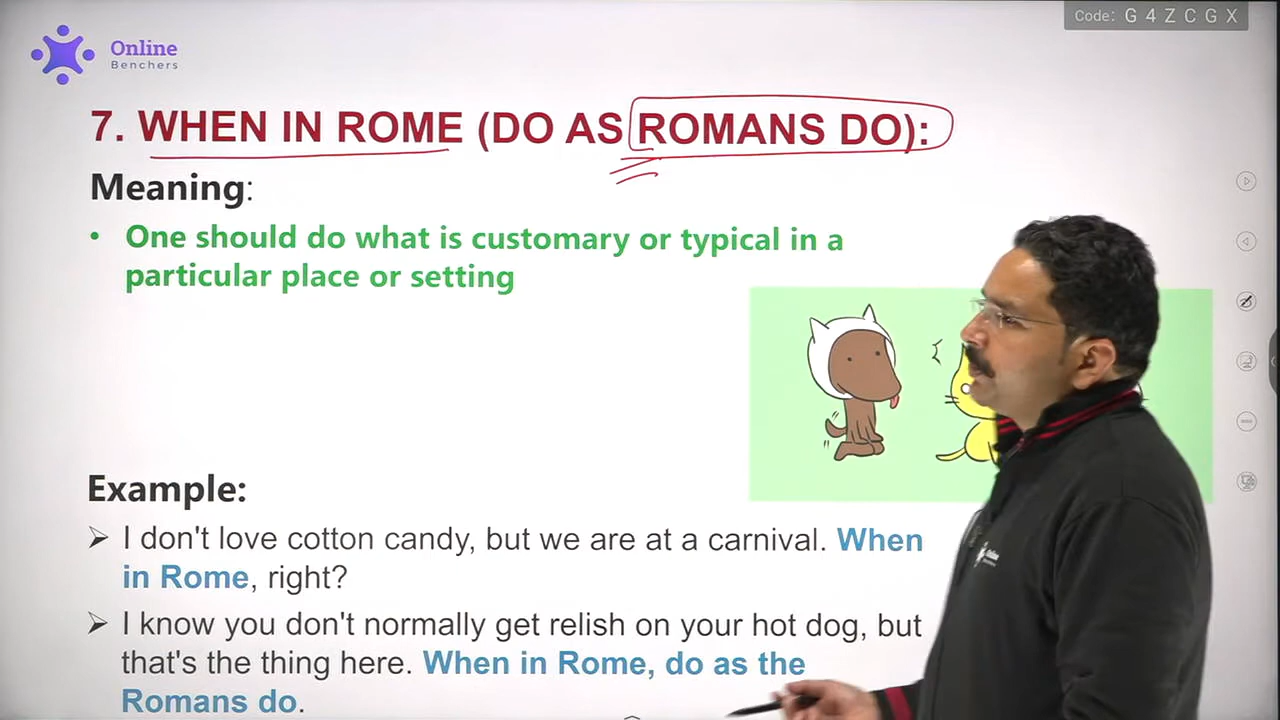 Code: G 4 Z C G X
Online
Benchers
7. WHEN IN ROME (DO AS ROMANS DO):
Meaning:
• One should do what is customary or typical in a
particular place or setting
Example:
➢ I don't love cotton candy, but we are at a carnival. When
in Rome, right?
➢ I know you don't normally get relish on your hot dog, but
that's the thing here. When in Rome, do as the
Romans do.
Online
Benchers